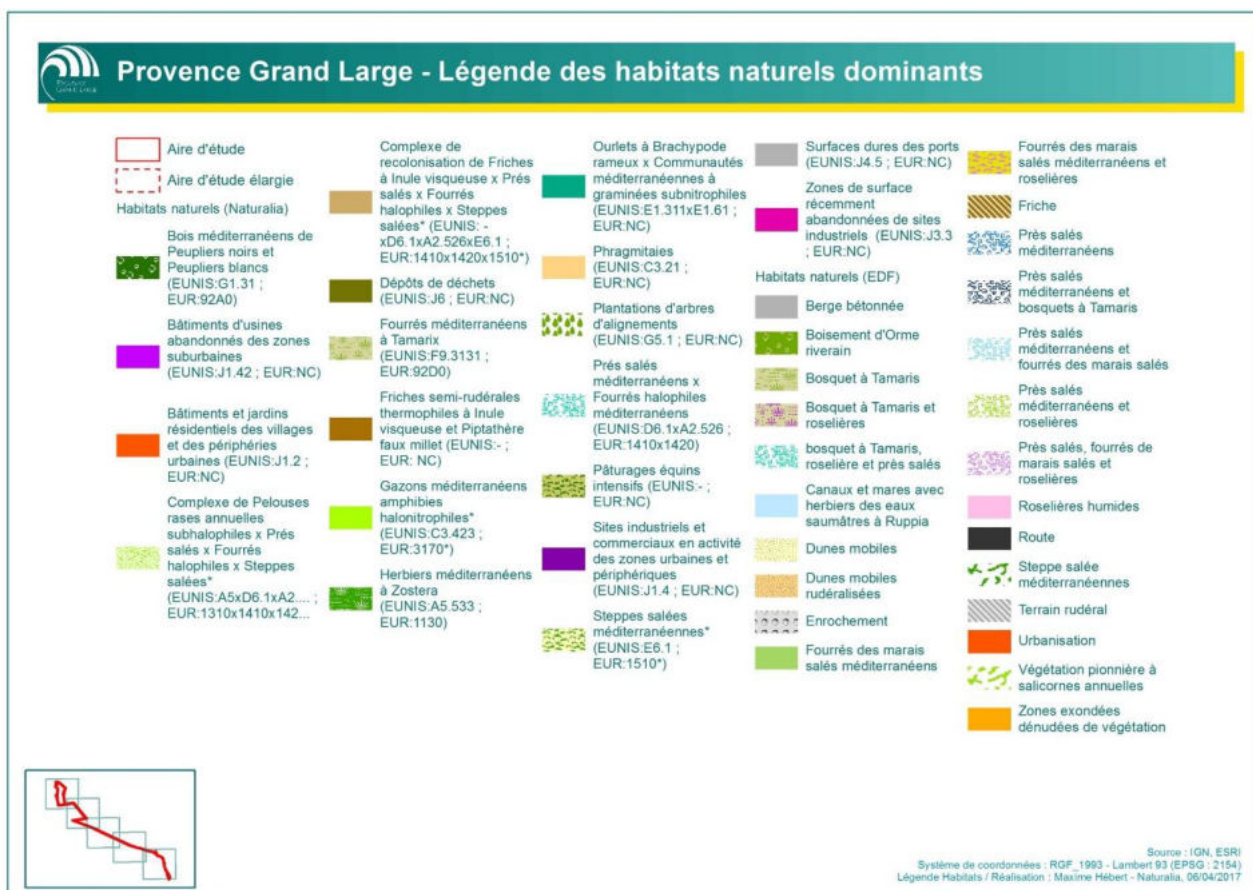 Provence Grand Large - Légende des habitats naturels dominants
Aire d'étude
Aire d'étude élargie
Habitats naturels (Naturalia)
Bois méditerranéens de
Peupliers noirs et
Peupliers blancs
(EUNIS:G1.31 ;
EUR:92A0)
Bâtiments d'usines
abandonnés des zones
suburbaines
(EUNIS:J1.42 ; EUR:NC)
Bâtiments et jardins
résidentiels des villages
et des périphéries
urbaines (EUNIS:J1.2 ;
EUR:NC)
Complexe de Pelouses
rases annuelles
subhalophiles x Prés
salés x Fourrés
halophiles x Steppes
salées*
(EUNIS:A5xD6.1xA2.... ;
EUR:1310x1410x142...
Complexe de
recolonisation de Friches
à Inule visqueuse x Prés
salés x Fourrés
halophiles x Steppes
salées* (EUNIS: -
xD6.1xA2.526xE6.1 ;
EUR:1410x1420x1510*)
Dépôts de déchets
(EUNIS:J6 ; EUR:NC)
Fourrés méditerranéens
à Tamarix
(EUNIS:F9.3131 ;
EUR:92D0)
Friches semi-rudérales
thermophiles à Inule
visqueuse et Piptathère
faux millet (EUNIS:- ;
EUR: NC)
Gazons méditerranéens
amphibies
halonitrophiles*
(EUNIS:C3.423 ;
EUR:3170*)
Herbiers méditerranéens
à Zostera
(EUNIS:A5.533 ;
EUR:1130)
Ourlets à Brachypode
rameux x Communautés
méditerranéennes à
graminées subnitrophiles
(EUNIS:E1.311xE1.61 ;
EUR:NC)
Phragmitaies
(EUNIS:C3.21 ;
EUR:NC)
Plantations d'arbres
d'alignements
(EUNIS:G5.1 ; EUR:NC)
Prés salés
méditerranéens x
Fourrés halophiles
méditerranéens
(EUNIS:D6.1xA2.526 ;
EUR:1410x1420)
Pâturages équins
intensifs (EUNIS:- ;
EUR:NC)
Sites industriels et
commerciaux en activité
des zones urbaines et
périphériques
(EUNIS:J1.4 ; EUR:NC)
Steppes salées
méditerranéennes*
(EUNIS:E6.1 ;
EUR:1510*)
Surfaces dures des ports
(EUNIS:J4.5 ; EUR:NC)
Zones de surface
récemment
abandonnées de sites
industriels (EUNIS:J3.3
; EUR:NC)
Habitats naturels (EDF)
Berge bétonnée
Boisement d'Orme
riverain
Bosquet à Tamaris
Bosquet à Tamaris et
roselières
bosquet à Tamaris,
roselière et près salés
Canaux et mares avec
herbiers des eaux
saumâtres à Ruppia
Dunes mobiles
Dunes mobiles
rudéralisées
Enrochement
Fourrés des marais
salés méditerranéens
Fourrés des marais
salés méditerranéens et
roselières
Friche
Près salés
méditerranéens
Près salés
méditerranéens et
bosquets à Tamaris
Près salés
méditerranéens et
fourrés des marais salés
Près salés
méditerranéens et
roselières
Près salés, fourrés de
marais salés et
roselières
Roselières humides
Route
Steppe salée
méditerranéennes
Terrain rudéral
Urbanisation
Végétation pionnière à
salicornes annuelles
Zones exondées
dénudées de végétation
Source : IGN, ESRI
Système de coordonnées : RGF_1993 - Lambert 93 (EPSG : 2154)
Légende Habitats / Réalisation : Maxime Hébert - Naturalia, 06/04/2017